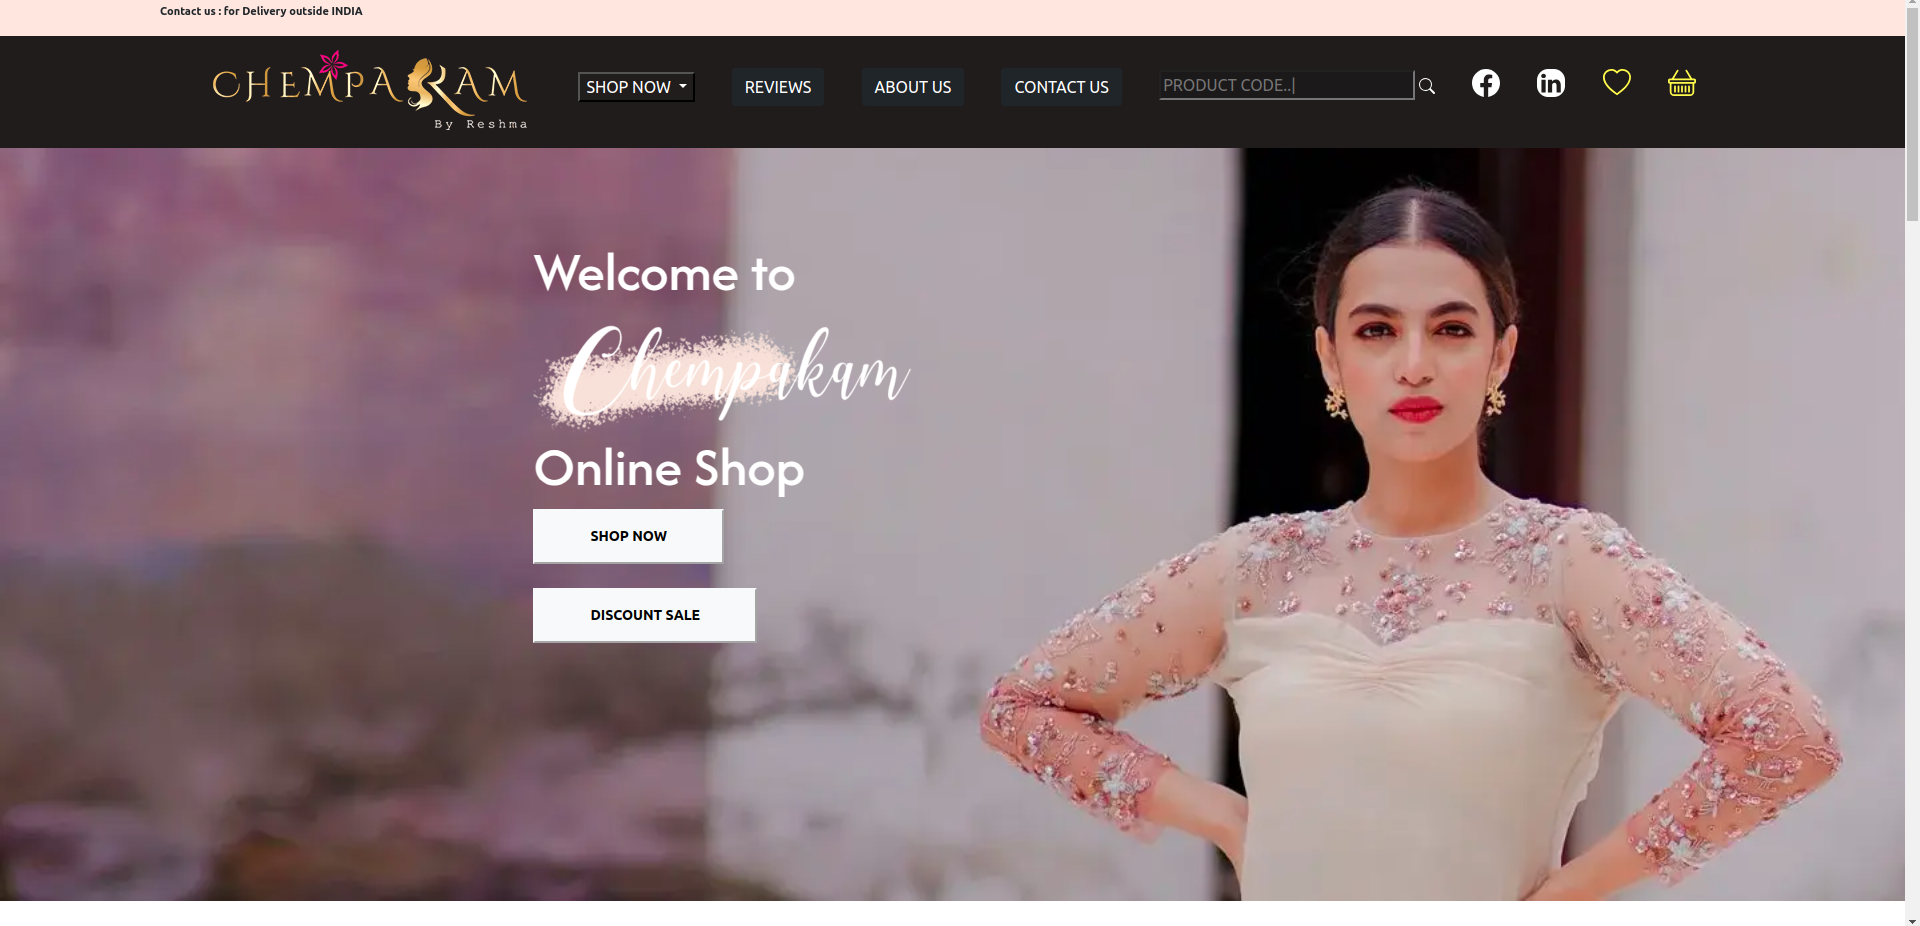 Contact us : for Delivery outside INDIA
CHEMPAKAM
By Reshma
SHOP NOW
REVIEWS
ABOUT US
CONTACT US
PRODUCT CODE..|
Welcome to
Chempakam
Online Shop
SHOP NOW
DISCOUNT SALE